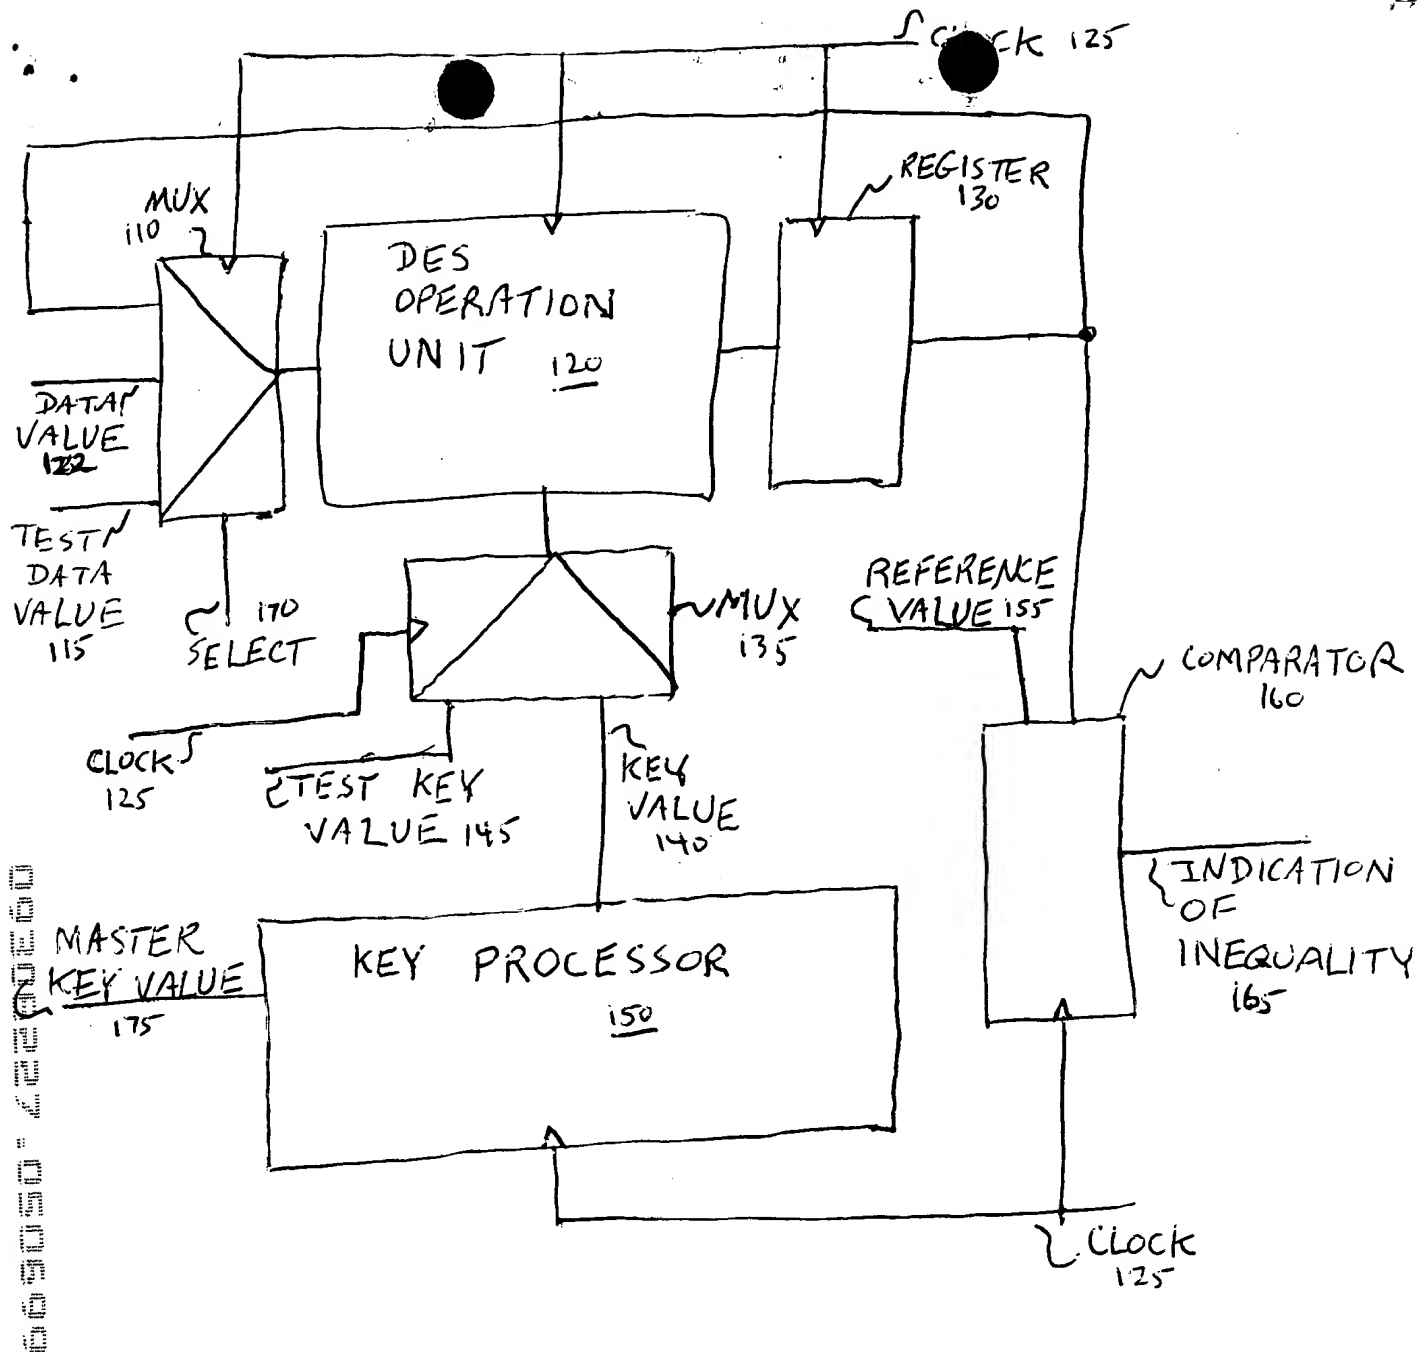 CLOCK 125
REGISTER
130
MUX
110
DES
OPERATION
UNIT 120
DATA
VALUE
TEST
DATA
VALUE
115
170
SELECT
REFERENCE
VALUE 155
MUX
135
COMPARATOR
160
CLOCK
125
TEST KEY
VALUE 145
KEY
VALUE
140
INDICATION
OF
INEQUALITY
165
MASTER
KEY VALUE
175
KEY PROCESSOR
150
CLOCK
125